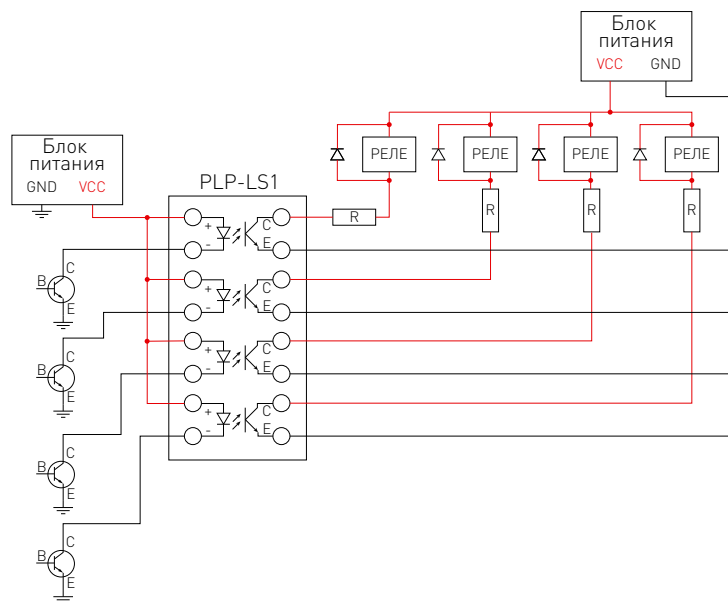 Блок
питания
VCC GND
Блок
питания
GND VCC
РЕЛЕ РЕЛЕ РЕЛЕ РЕЛЕ
PLP-LS1
R R R R
+ C
- E
+ C
- E
+ C
- E
+ C
- E
C
B
E
C
B
E
C
B
E
C
B
E